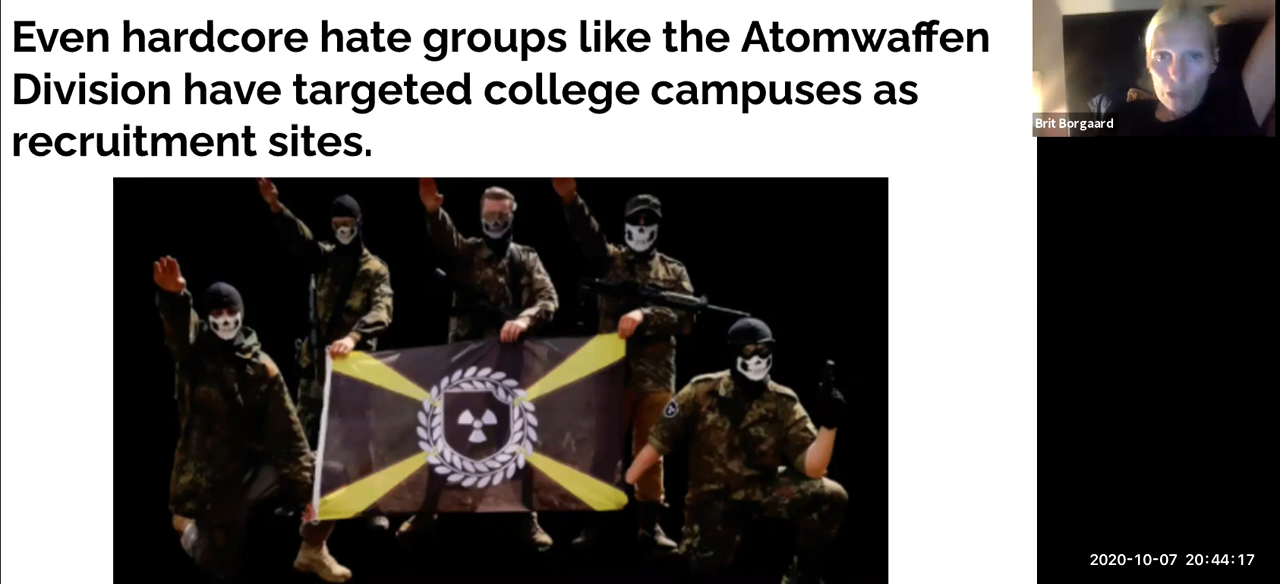 Even hardcore hate groups like the Atomwaffen
Division have targeted college campuses as
recruitment sites.
Brit Borgaard
2020-10-07 20:44:17